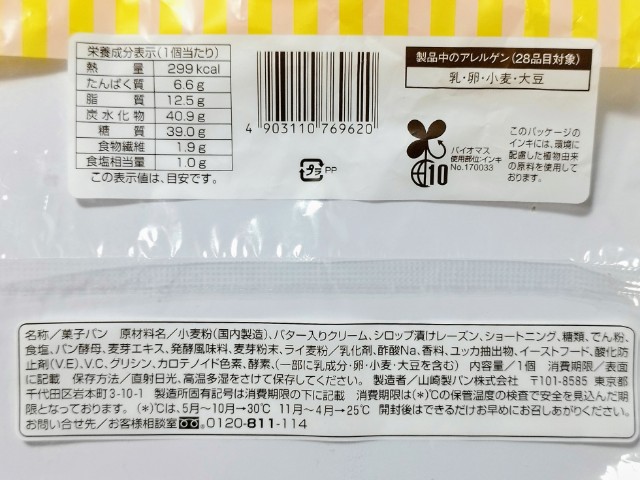 栄養成分表示(1個当たり)
熱量 299kcal
たんぱく質 6.6g
脂質 12.5g
炭水化物 40.9g
糖質 39.0g
食物繊維 1.9g
食塩相当量 1.0g
この表示値は、目安です。
4 903110 769620
プラ PP
製品中のアレルゲン(28品目対象)
乳・卵・小麦・大豆
バイオマス
使用部位:インキ
No.170033
10
このパッケージの
インキには、環境に
配慮した植物由来
の原料を使用して
おります。
名称/菓子パン 原材料名/小麦粉(国内製造)、バター入りクリーム、シロップ漬けレーズン、ショートニング、糖類、でん粉、
食塩、パン酵母、麦芽エキス、発酵風味料、麦芽粉末、ライ麦粉/乳化剤、酢酸Na、香料、ユッカ抽出物、イーストフード、酸化防
止剤(V.E)、V.C、グリシン、カロテノイド色素、酵素、(一部に乳成分・卵・小麦・大豆を含む) 内容量/1個 消費期限/表
面に記載 保存方法/直射日光、高温多湿をさけて保存してください。 製造者/山崎製パン株式会社 〒101-8585 東京都
千代田区岩本町3-10-1 製造所固有記号は消費期限の下に記載 消費期限は(*)℃の保管温度の検査で安全を見込んだ期
限となっております。(*)℃は、5月~10月→30℃ 11月~4月→25℃ 開封後はできるだけお早めにお召しあがりください。
お問い合せ先/お客様相談室 0120-811-114